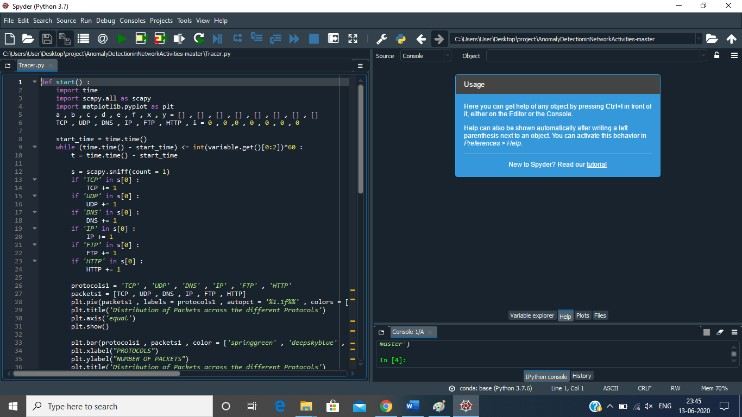 Spyder (Python 3.7)
File Edit Search Source Run Debug Consoles Projects Tools View Help
C:\Users\User\Desktop\project\AnomalyDetectioninNetworkActivities-master
C:\Users\User\Desktop\project\AnomalyDetectioninNetworkActivities-master\Tracer.py
Tracer.py
1 def start() :
2 import time
3 import scapy.all as scapy
4 import matplotlib.pyplot as plt
5 a , b , c , d , e , f , x , y = [] , [] , [] , [] , [] , [] , [] , []
6 TCP , UDP , DNS , IP , FTP , HTTP , i = 0 , 0 ,0 , 0 , 0 , 0 , 0
7
8 start_time = time.time()
9 while (time.time() - start_time) <= int(variable.get()[0:2])*60 :
10 t = time.time() - start_time
11
12 s = scapy.sniff(count = 1)
13 if 'TCP' in s[0] :
14 TCP += 1
15 if 'UDP' in s[0] :
16 UDP += 1
17 if 'DNS' in s[0] :
18 DNS += 1
19 if 'IP' in s[0] :
20 IP += 1
21 if 'FTP' in s[0] :
22 FTP += 1
23 if 'HTTP' in s[0] :
24 HTTP += 1
25
26 protocols1 = 'TCP' , 'UDP' , 'DNS' , 'IP' , 'FTP' , 'HTTP'
27 packets1 = [TCP , UDP , DNS , IP , FTP , HTTP]
28 plt.pie(packets1 , labels = protocols1 , autopct = '%1.1f%%' , colors = [
29 plt.title('Distribution of Packets across the different Protocols')
30 plt.axis('equal')
31 plt.show()
32
33 plt.bar(protocols1 , packets1 , color = ['springgreen' , 'deepskyblue' ,
34 plt.xlabel("PROTOCOLS")
35 plt.ylabel("NUMBER OF PACKETS")
36 plt.title('Distribution of Packets across the different Protocols')
Source Console Object
Usage
Here you can get help of any object by pressing Ctrl+I in front of
it, either on the Editor or the Console.
Help can also be shown automatically after writing a left
parenthesis next to an object. You can activate this behavior in
Preferences > Help.
New to Spyder? Read our tutorial
Variable explorer Help Plots Files
Console 1/A
master')
In [4]:
IPython console History
conda: base (Python 3.7.6) Line 1, Col 1 ASCII CRLF RW Mem 70%
Type here to search
ENG
23:45
13-06-2020